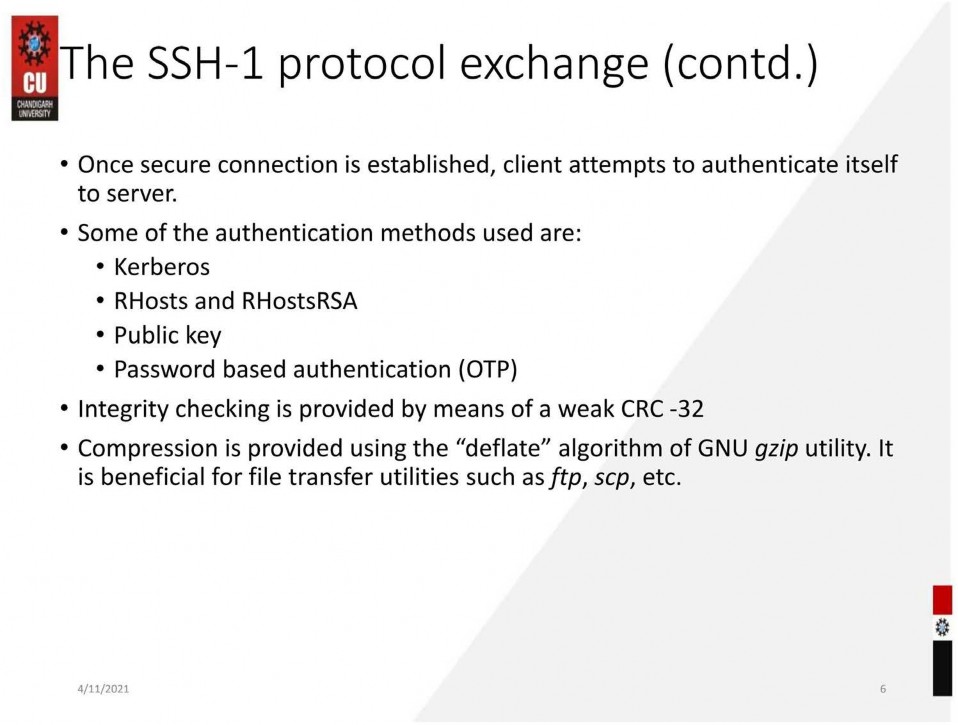 CU
CHANDIGARH
UNIVERSITY
The SSH-1 protocol exchange (contd.)
• Once secure connection is established, client attempts to authenticate itself
to server.
• Some of the authentication methods used are:
• Kerberos
• RHosts and RHostsRSA
• Public key
• Password based authentication (OTP)
• Integrity checking is provided by means of a weak CRC -32
• Compression is provided using the “deflate” algorithm of GNU gzip utility. It
is beneficial for file transfer utilities such as ftp, scp, etc.
4/11/2021
6